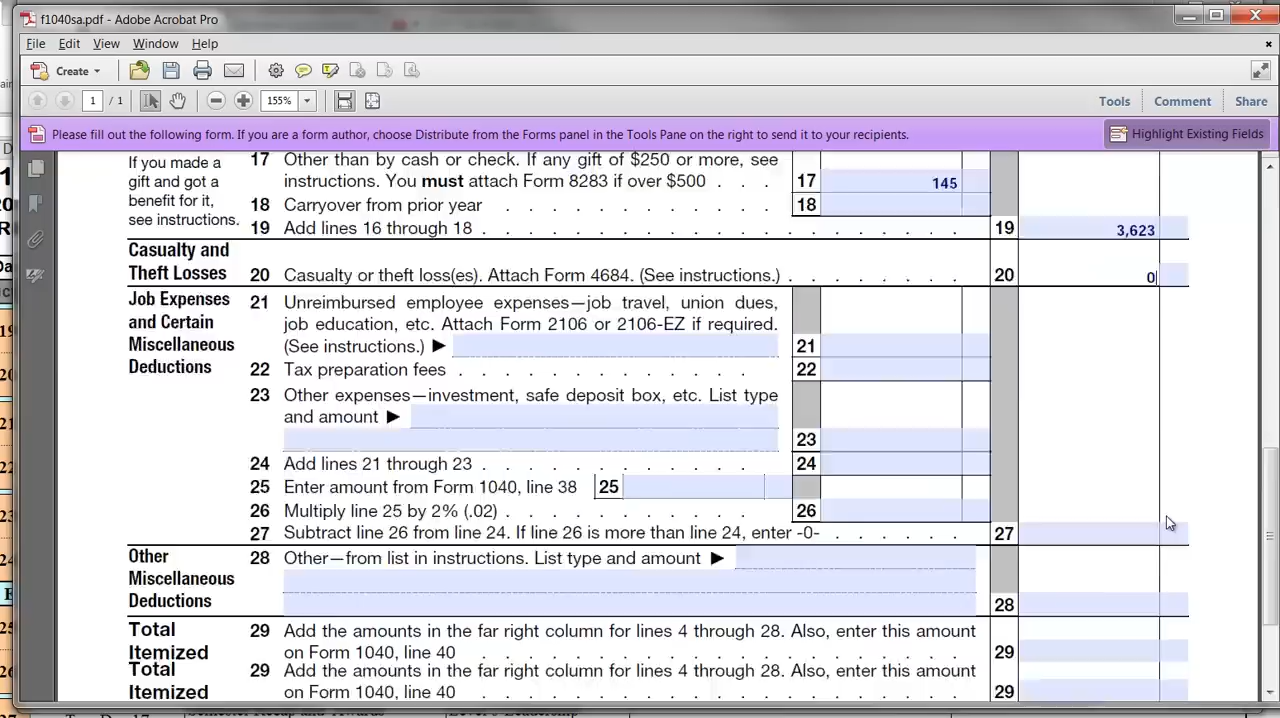 f1040sa.pdf - Adobe Acrobat Pro
File Edit View Window Help
Create
1 / 1 155% Tools Comment Share
Please fill out the following form. If you are a form author, choose Distribute from the Forms panel in the Tools Pane on the right to send it to your recipients. Highlight Existing Fields
If you made a
gift and got a
benefit for it,
see instructions.
17 Other than by cash or check. If any gift of $250 or more, see
instructions. You must attach Form 8283 if over $500 . . . 17 145
18 Carryover from prior year . . . . . . . . . . . 18
19 Add lines 16 through 18 . . . . . . . . . . . . . . . . . . . 19 3,623
Casualty and
Theft Losses
20 Casualty or theft loss(es). Attach Form 4684. (See instructions.) . . . . . . . 20 0
Job Expenses
and Certain
Miscellaneous
Deductions
21 Unreimbursed employee expenses—job travel, union dues,
job education, etc. Attach Form 2106 or 2106-EZ if required.
(See instructions.) ▶ 21
22 Tax preparation fees . . . . . . . . . . . . 22
23 Other expenses—investment, safe deposit box, etc. List type
and amount ▶
23
24 Add lines 21 through 23 . . . . . . . . . . . 24
25 Enter amount from Form 1040, line 38 25
26 Multiply line 25 by 2% (.02) . . . . . . . . . . 26
27 Subtract line 26 from line 24. If line 26 is more than line 24, enter -0- . . . . . . 27
Other
Miscellaneous
Deductions
28 Other—from list in instructions. List type and amount ▶
28
Total
Itemized
29 Add the amounts in the far right column for lines 4 through 28. Also, enter this amount
on Form 1040, line 40 . . . . . . . . . . . . . . . . . . . . 29
Total
Itemized
29 Add the amounts in the far right column for lines 4 through 28. Also, enter this amount
on Form 1040, line 40 . . . . . . . . . . . . . . . . . . . . 29